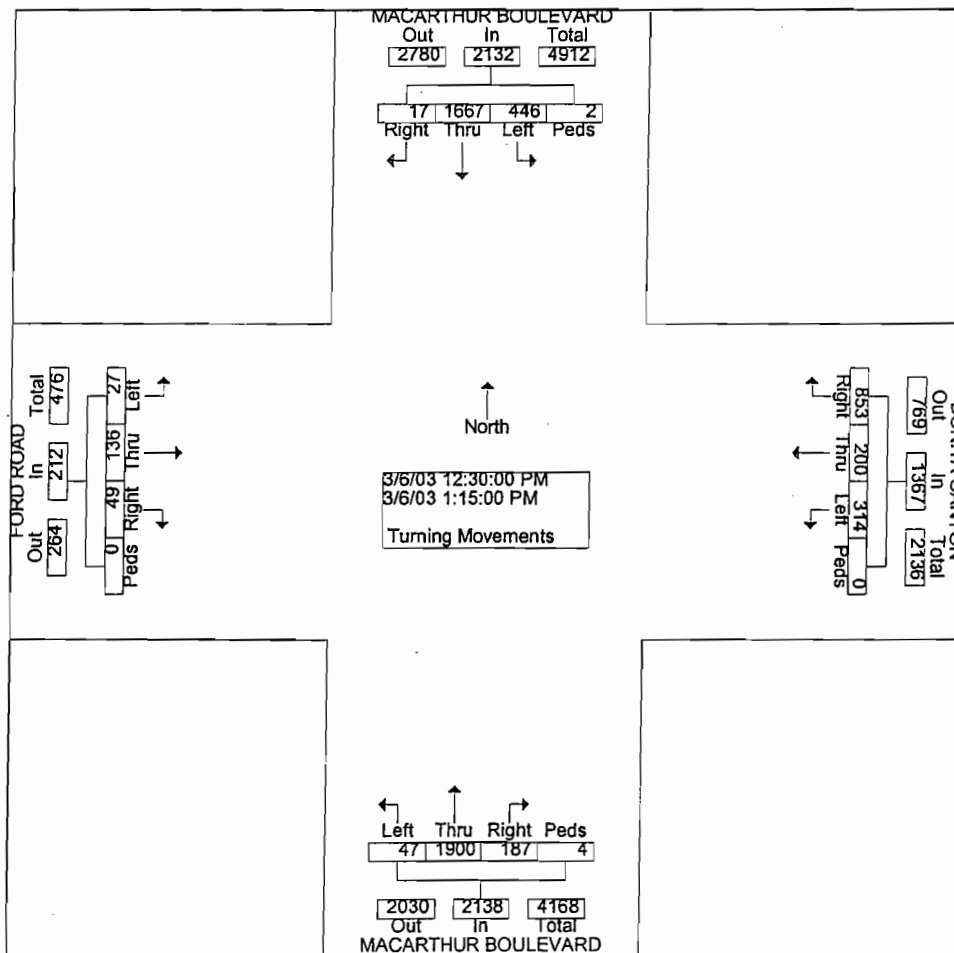 MACARTHUR BOULEVARD
Out In Total
2780 2132 4912
17 1667 446 2
Right Thru Left Peds
FORD ROAD
Total In Out
476 212 264
27 136 49 0
Left Thru Right Peds
North
3/6/03 12:30:00 PM
3/6/03 1:15:00 PM
Turning Movements
Right Thru Left Peds
853 200 314 0
Out In Total
769 1367 2136
Left Thru Right Peds
47 1900 187 4
2030 2138 4168
Out In Total
MACARTHUR BOULEVARD